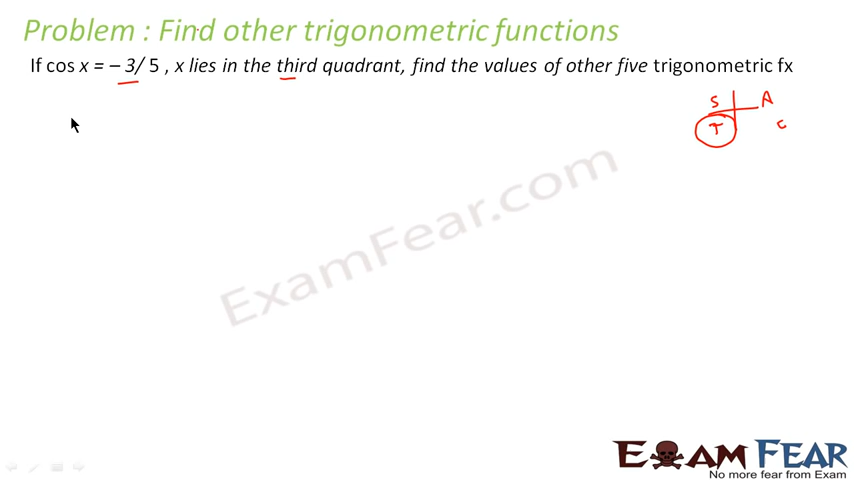 Problem : Find other trigonometric functions
If cos x = – 3/ 5 , x lies in the third quadrant, find the values of other five trigonometric fx
S A
T C
ExamFear.com
EXAM FEAR
No more fear from Exam